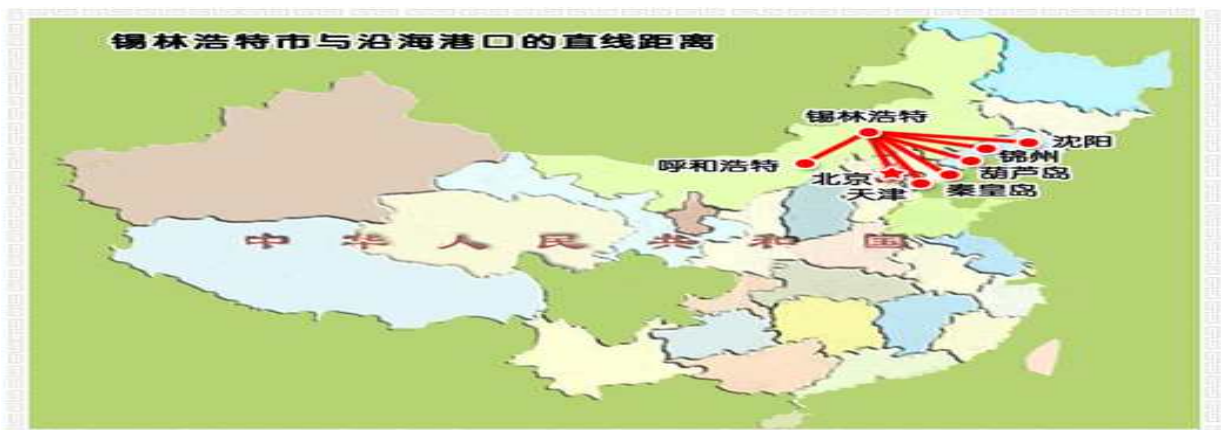 锡林浩特市与沿海港口的直线距离
锡林浩特
沈阳
锦州
呼和浩特
葫芦岛
北京
秦皇岛
天津
中华人民共和国